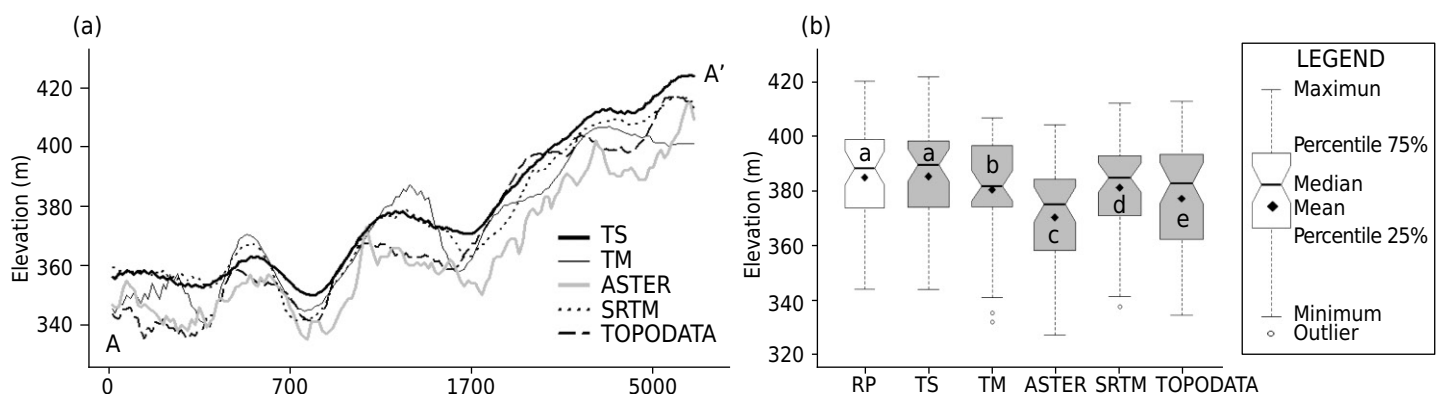 (a)
Elevation (m)
420
400
380
360
340
A
A'
TS
TM
ASTER
SRTM
TOPODATA
0 700 1700 5000
(b)
Elevation (m)
420
400
380
360
340
320
a a b c d e
RP TS TM ASTER SRTM TOPODATA
LEGEND
Maximun
Percentile 75%
Median
Mean
Percentile 25%
Minimum
Outlier